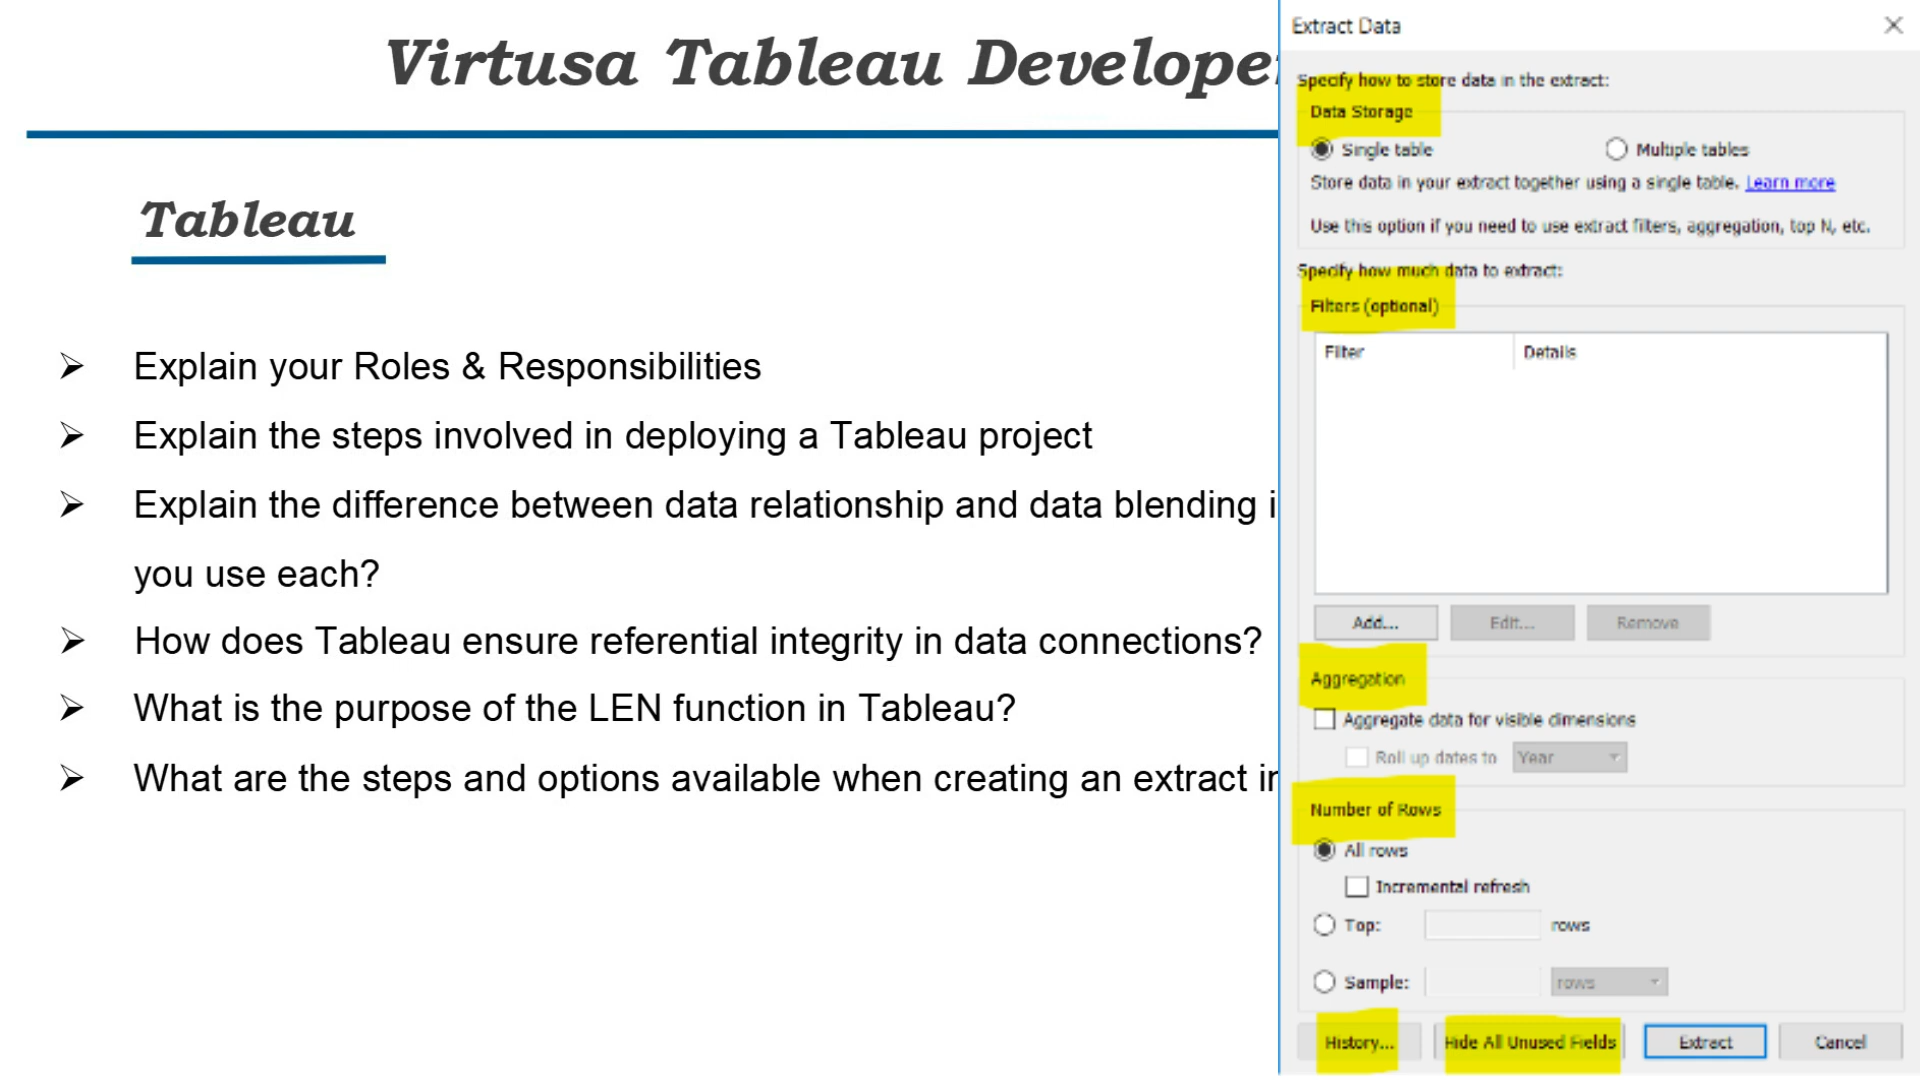 Virtusa Tableau Develope
Tableau
➢ Explain your Roles & Responsibilities
➢ Explain the steps involved in deploying a Tableau project
➢ Explain the difference between data relationship and data blending i
you use each?
➢ How does Tableau ensure referential integrity in data connections?
➢ What is the purpose of the LEN function in Tableau?
➢ What are the steps and options available when creating an extract in
Extract Data
Specify how to store data in the extract:
Data Storage
Single table Multiple tables
Store data in your extract together using a single table. Learn more
Use this option if you need to use extract filters, aggregation, top N, etc.
Specify how much data to extract:
Filters (optional)
Filter Details
Add... Edit... Remove
Aggregation
Aggregate data for visible dimensions
Roll up dates to Year
Number of Rows
All rows
Incremental refresh
Top: rows
Sample: rows
History... Hide All Unused Fields Extract Cancel